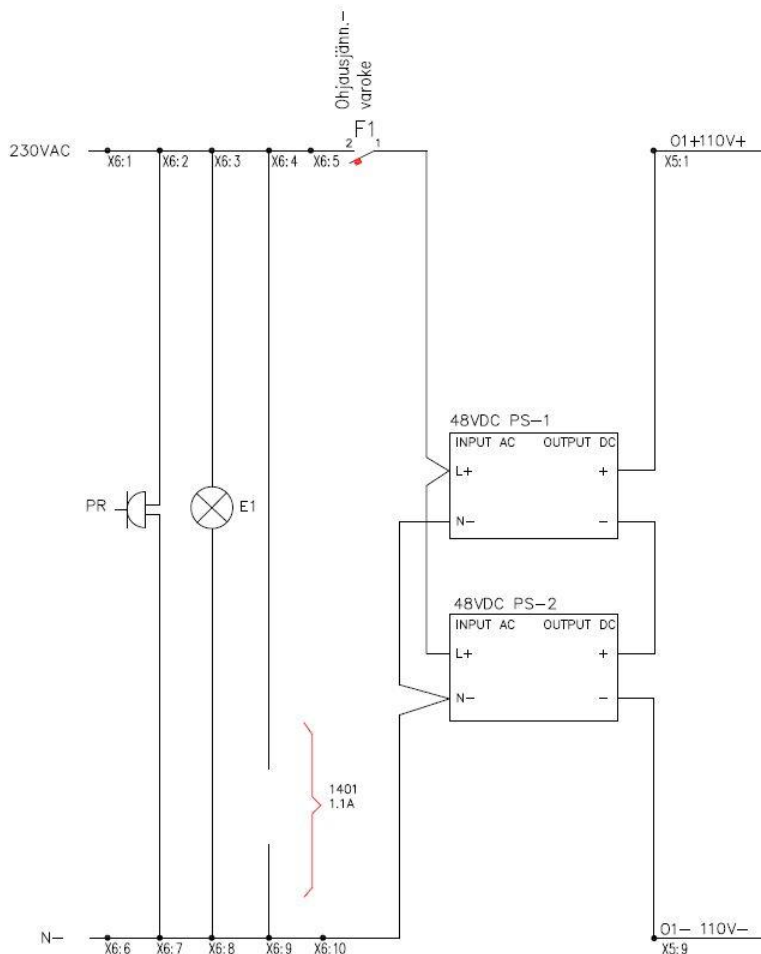 Ohjausjänn.-
varoke
F1
2 1
230VAC
X6:1 X6:2 X6:3 X6:4 X6:5
01+110V+
X5:1
48VDC PS-1
INPUT AC OUTPUT DC
L+ +
N- -
PR
E1
48VDC PS-2
INPUT AC OUTPUT DC
L+ +
N- -
1401
1.1A
N-
X6:6 X6:7 X6:8 X6:9 X6:10
01- 110V-
X5:9